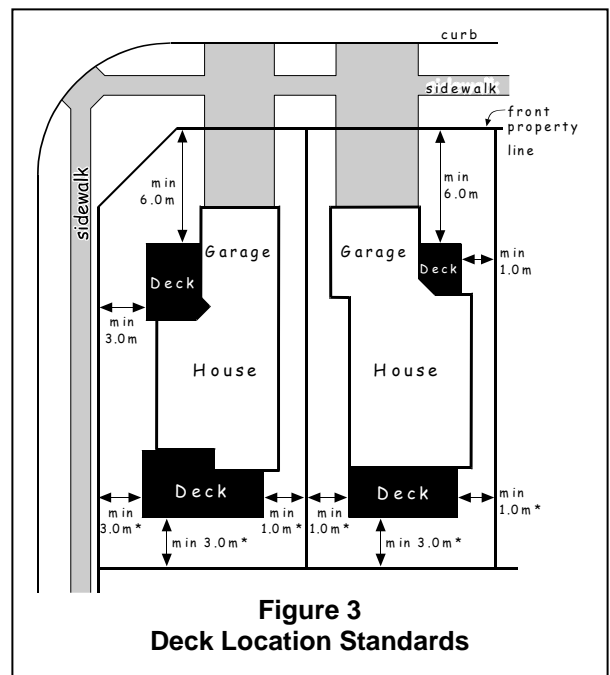 curb
sidewalk
sidewalk
front
property
line
min
6.0m
min
6.0m
sidewalk
Garage
Garage
min
1.0m
Deck
Deck
min
3.0m
House
House
Deck
Deck
min
3.0m*
min
1.0m*
min
1.0m*
min
1.0m*
min 3.0m*
min 3.0m*
Figure 3
Deck Location Standards